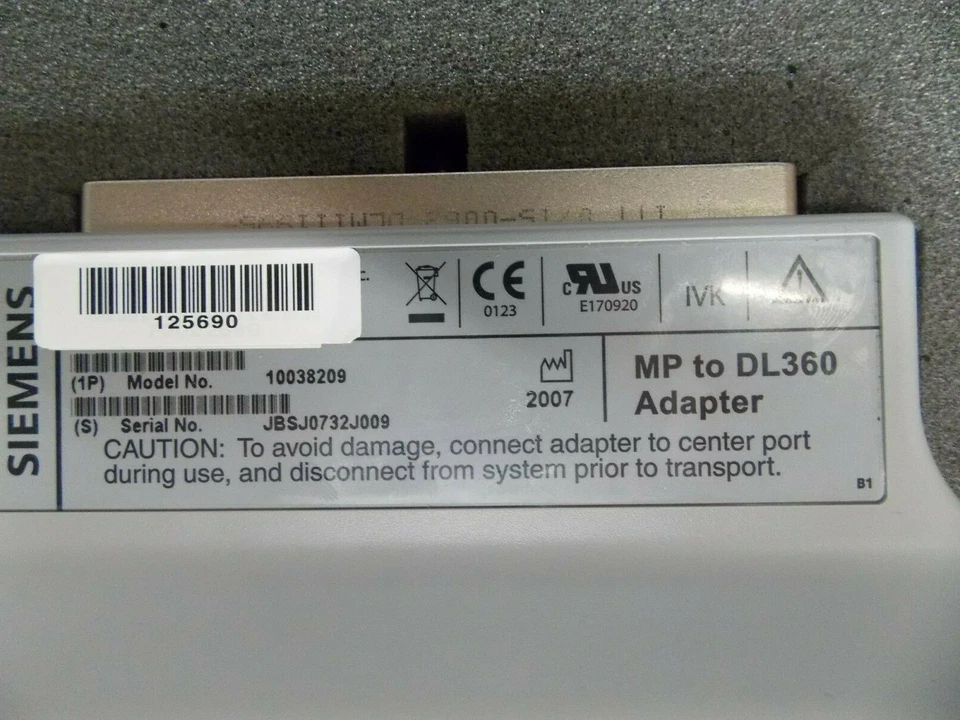 SIEMENS
125690
c.
CE
0123
c RU US
E170920
IVK
(1P) Model No. 10038209
(S) Serial No. JBSJ0732J009
2007
MP to DL360
Adapter
CAUTION: To avoid damage, connect adapter to center port
during use, and disconnect from system prior to transport.
B1